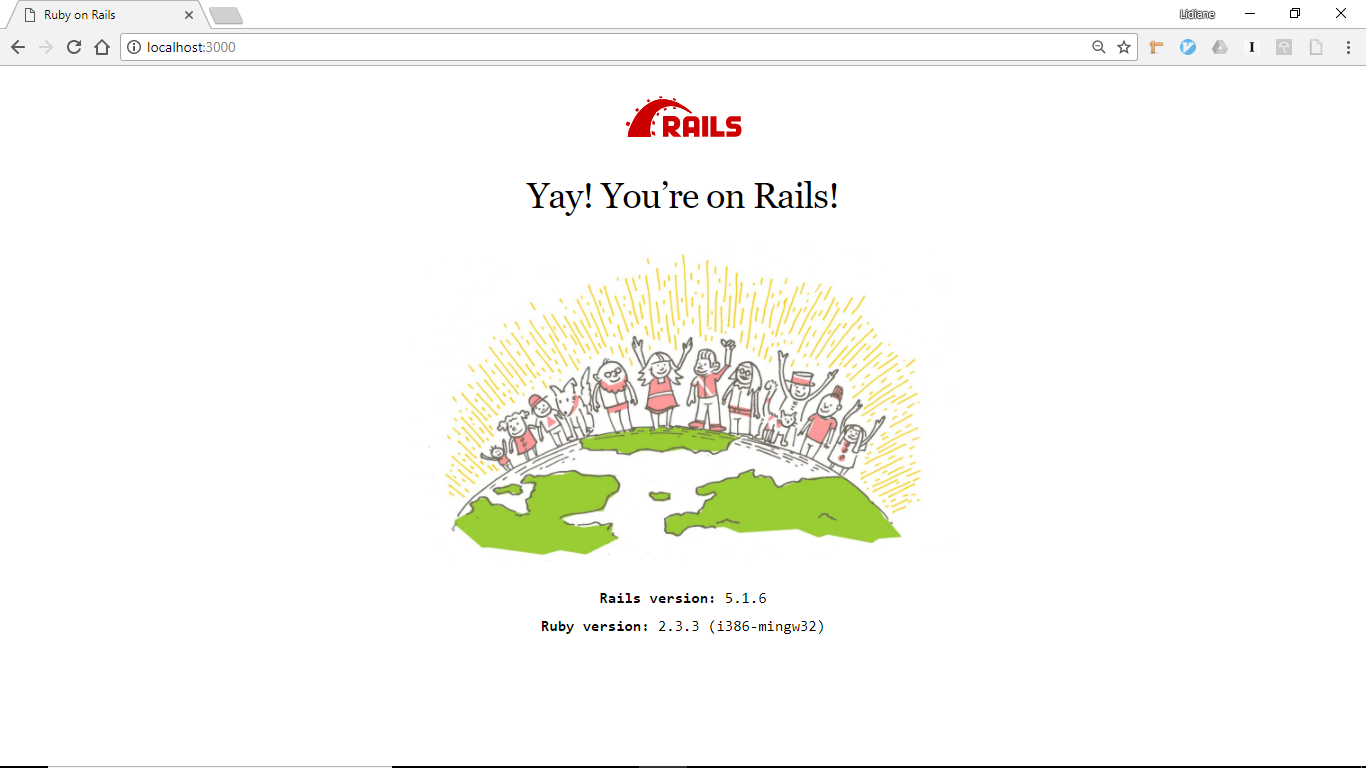 Ruby on Rails
Lidiane
localhost:3000
I
RAILS
Yay! You’re on Rails!
Rails version: 5.1.6
Ruby version: 2.3.3 (i386-mingw32)